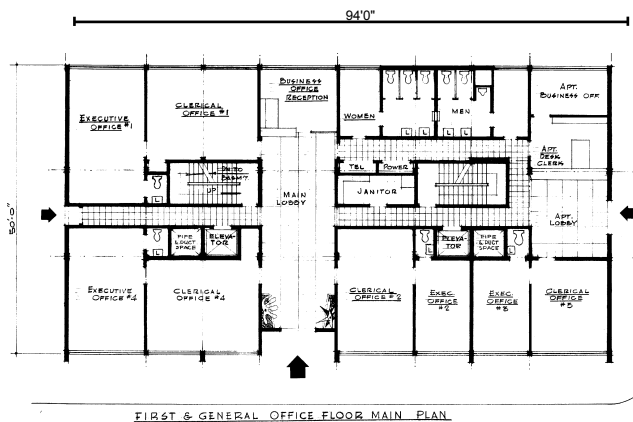 94'0"
BUSINESS
OFFICE
RECEPTION
APT.
BUSINESS OFF.
CLERICAL
OFFICE #1
EXECUTIVE
OFFICE #1
WOMEN
MEN
APT.
DESK
CLERK
TEL
POWER
UP
MAIN
LOBBY
JANITOR
APT.
LOBBY
50'-0"
PIPE
& DUCT
SPACE
ELEVA-
TOR
ELEVA-
TOR
PIPE
& DUCT
SPACE
EXECUTIVE
OFFICE #4
CLERICAL
OFFICE #4
CLERICAL
OFFICE #2
EXEC.
OFFICE
#2
EXEC.
OFFICE
#3
CLERICAL
OFFICE
#3
FIRST & GENERAL OFFICE FLOOR MAIN PLAN